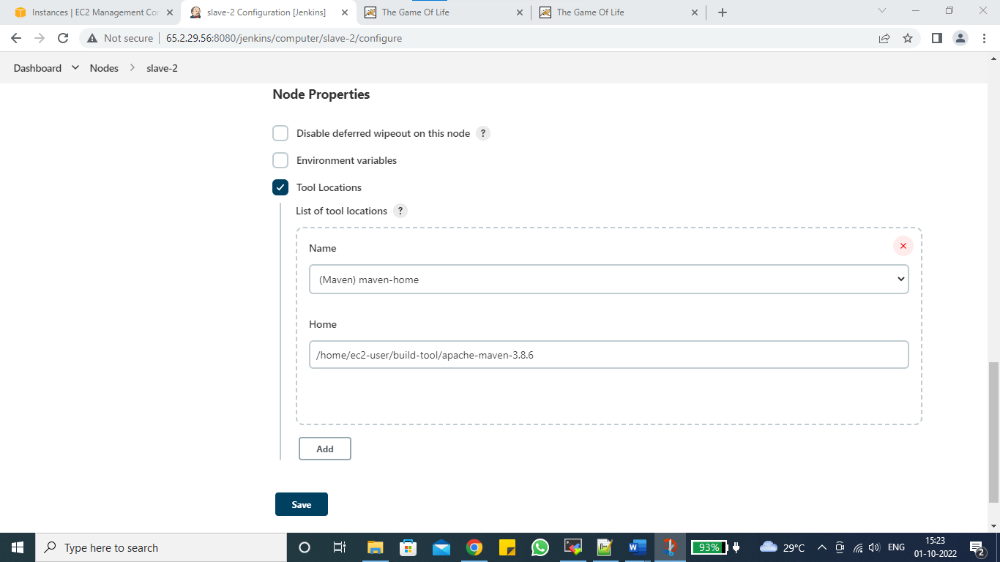 Instances | EC2 Management Con
slave-2 Configuration [Jenkins]
The Game Of Life
The Game Of Life
Not secure
65.2.29.56:8080/jenkins/computer/slave-2/configure
Dashboard
Nodes
slave-2
Node Properties
Disable deferred wipeout on this node ?
Environment variables
Tool Locations
List of tool locations ?
Name
(Maven) maven-home
Home
/home/ec2-user/build-tool/apache-maven-3.8.6
Add
Save
Type here to search
93%
29°C
ENG
15:23
01-10-2022
2